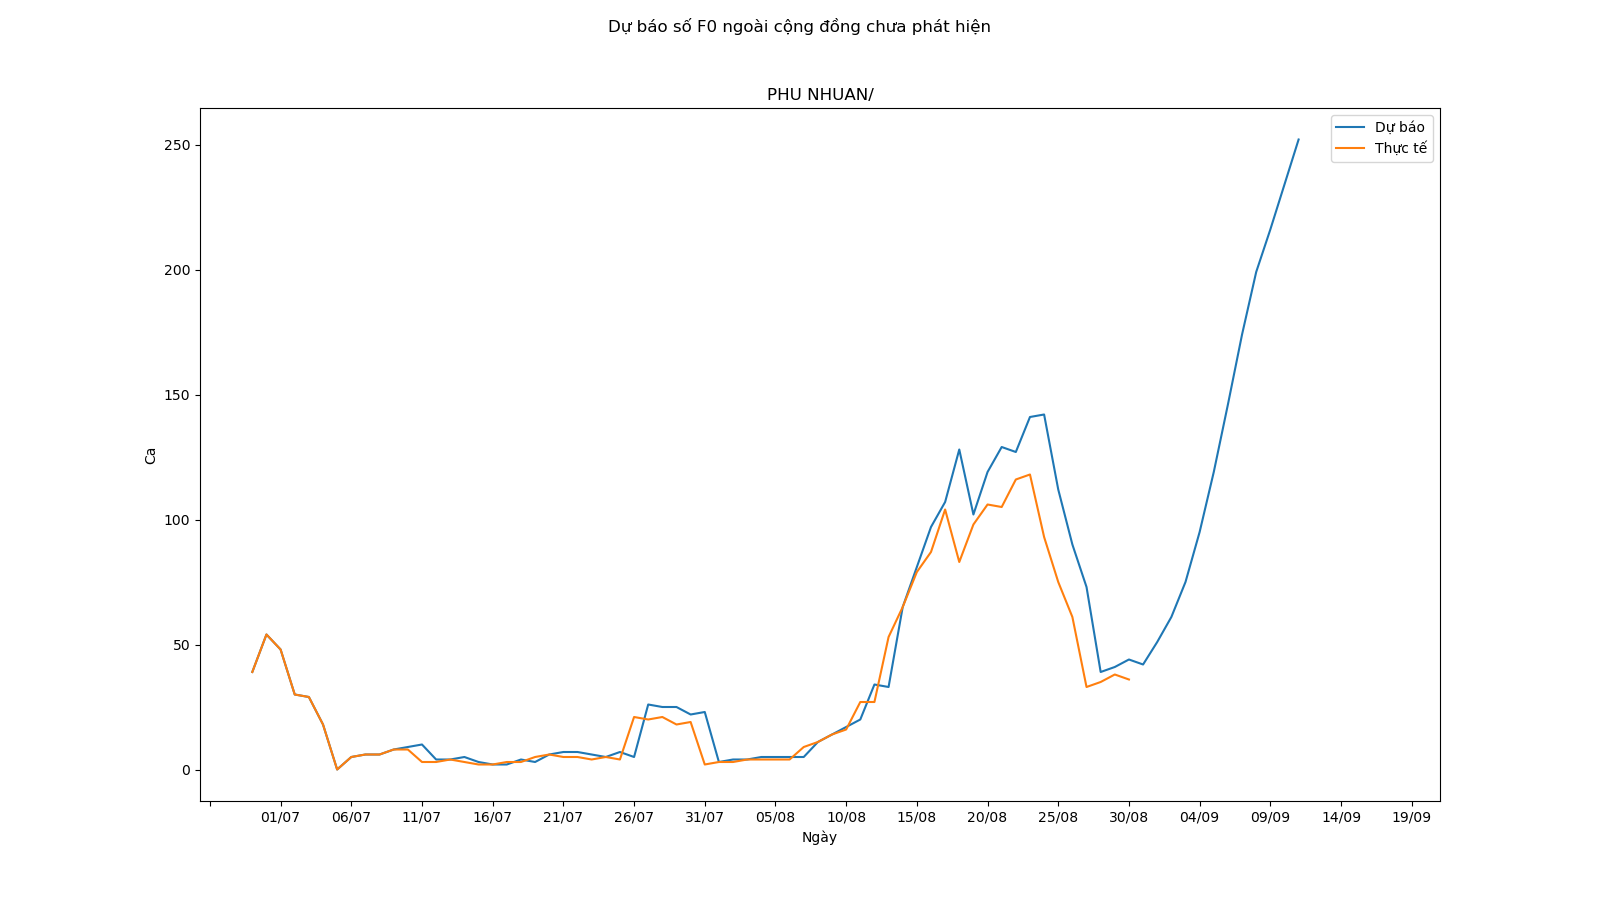 Dự báo số F0 ngoài cộng đồng chưa phát hiện
PHU NHUAN/
Dự báo
Thực tế
250
200
150
100
50
0
Ca
01/07 06/07 11/07 16/07 21/07 26/07 31/07 05/08 10/08 15/08 20/08 25/08 30/08 04/09 09/09 14/09 19/09
Ngày